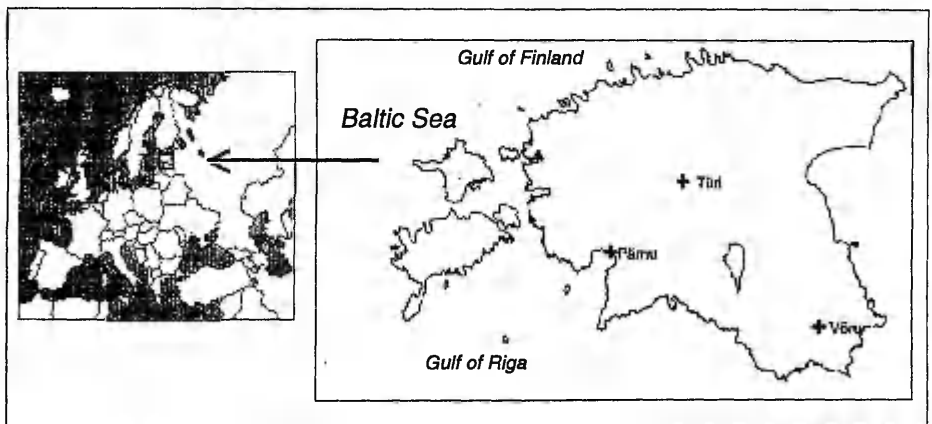 Gulf of Finland
Baltic Sea
Türi
Pärnu
Võru
Gulf of Riga